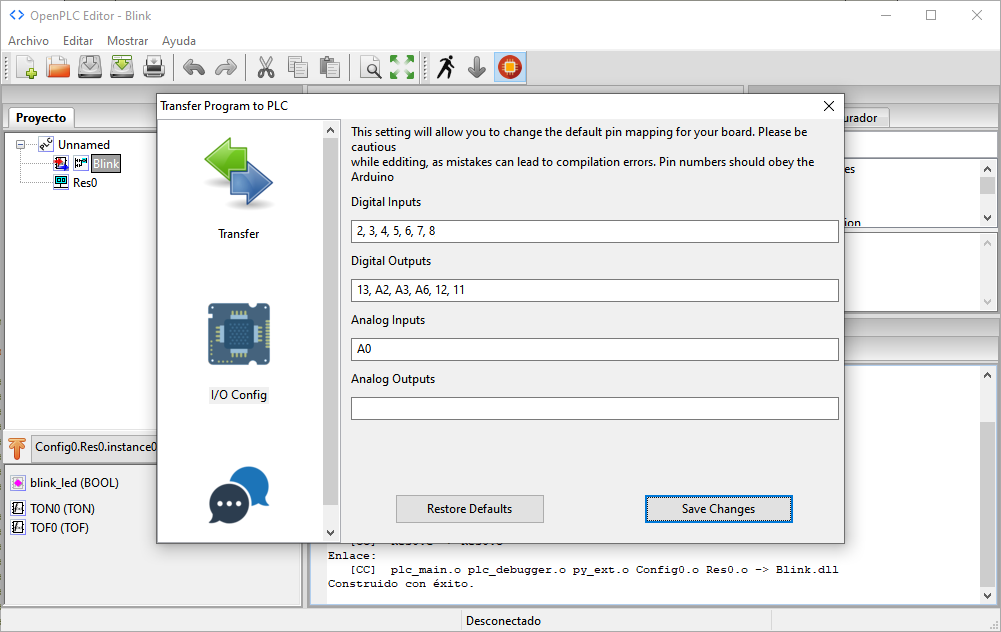 OpenPLC Editor - Blink
Archivo Editar Mostrar Ayuda
Transfer Program to PLC
Proyecto
urador
Unnamed
Blink
Res0
Transfer
I/O Config
This setting will allow you to change the default pin mapping for your board. Please be
cautious
while edditing, as mistakes can lead to compilation errors. Pin numbers should obey the
Arduino
Digital Inputs
2, 3, 4, 5, 6, 7, 8
Digital Outputs
13, A2, A3, A6, 12, 11
Analog Inputs
A0
Analog Outputs
Restore Defaults
Save Changes
es
ion
Config0.Res0.instance0
blink_led (BOOL)
TON0 (TON)
TOF0 (TOF)
Enlace:
[CC] plc_main.o plc_debugger.o py_ext.o Config0.o Res0.o -> Blink.dll
Construido con éxito.
Desconectado